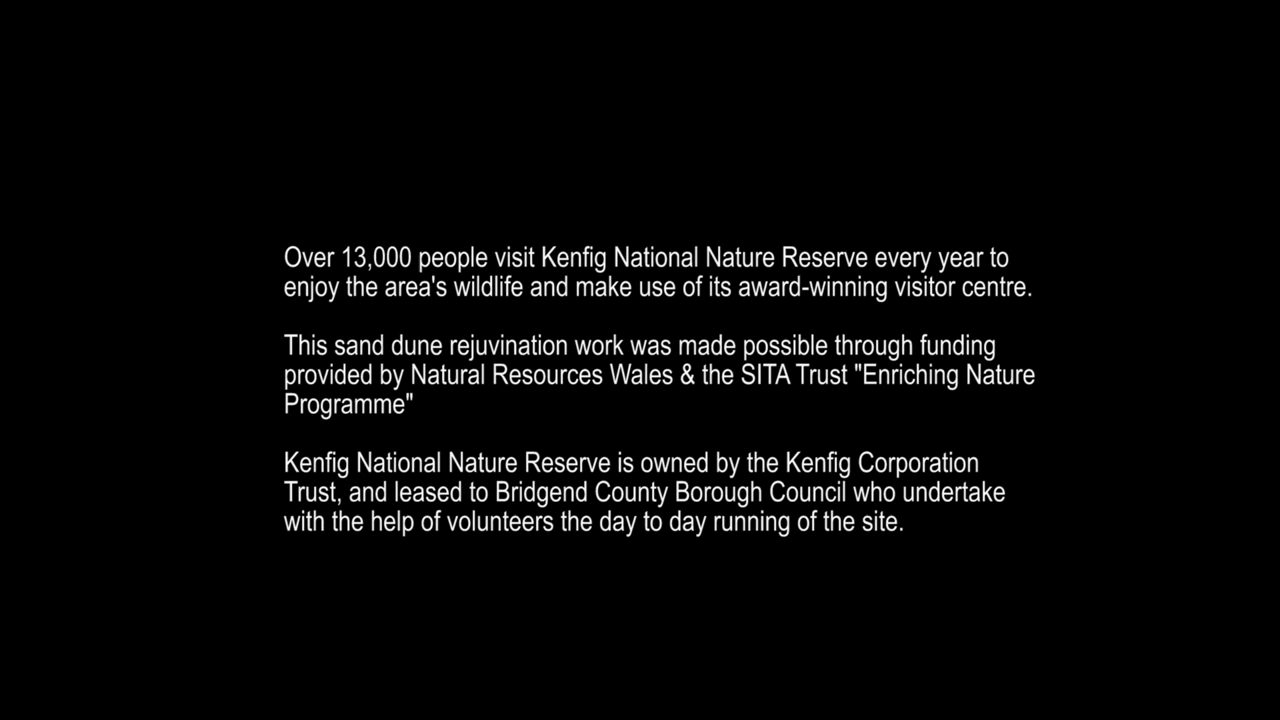 Over 13,000 people visit Kenfig National Nature Reserve every year to
enjoy the area's wildlife and make use of its award-winning visitor centre.
This sand dune rejuvination work was made possible through funding
provided by Natural Resources Wales & the SITA Trust "Enriching Nature
Programme"
Kenfig National Nature Reserve is owned by the Kenfig Corporation
Trust, and leased to Bridgend County Borough Council who undertake
with the help of volunteers the day to day running of the site.